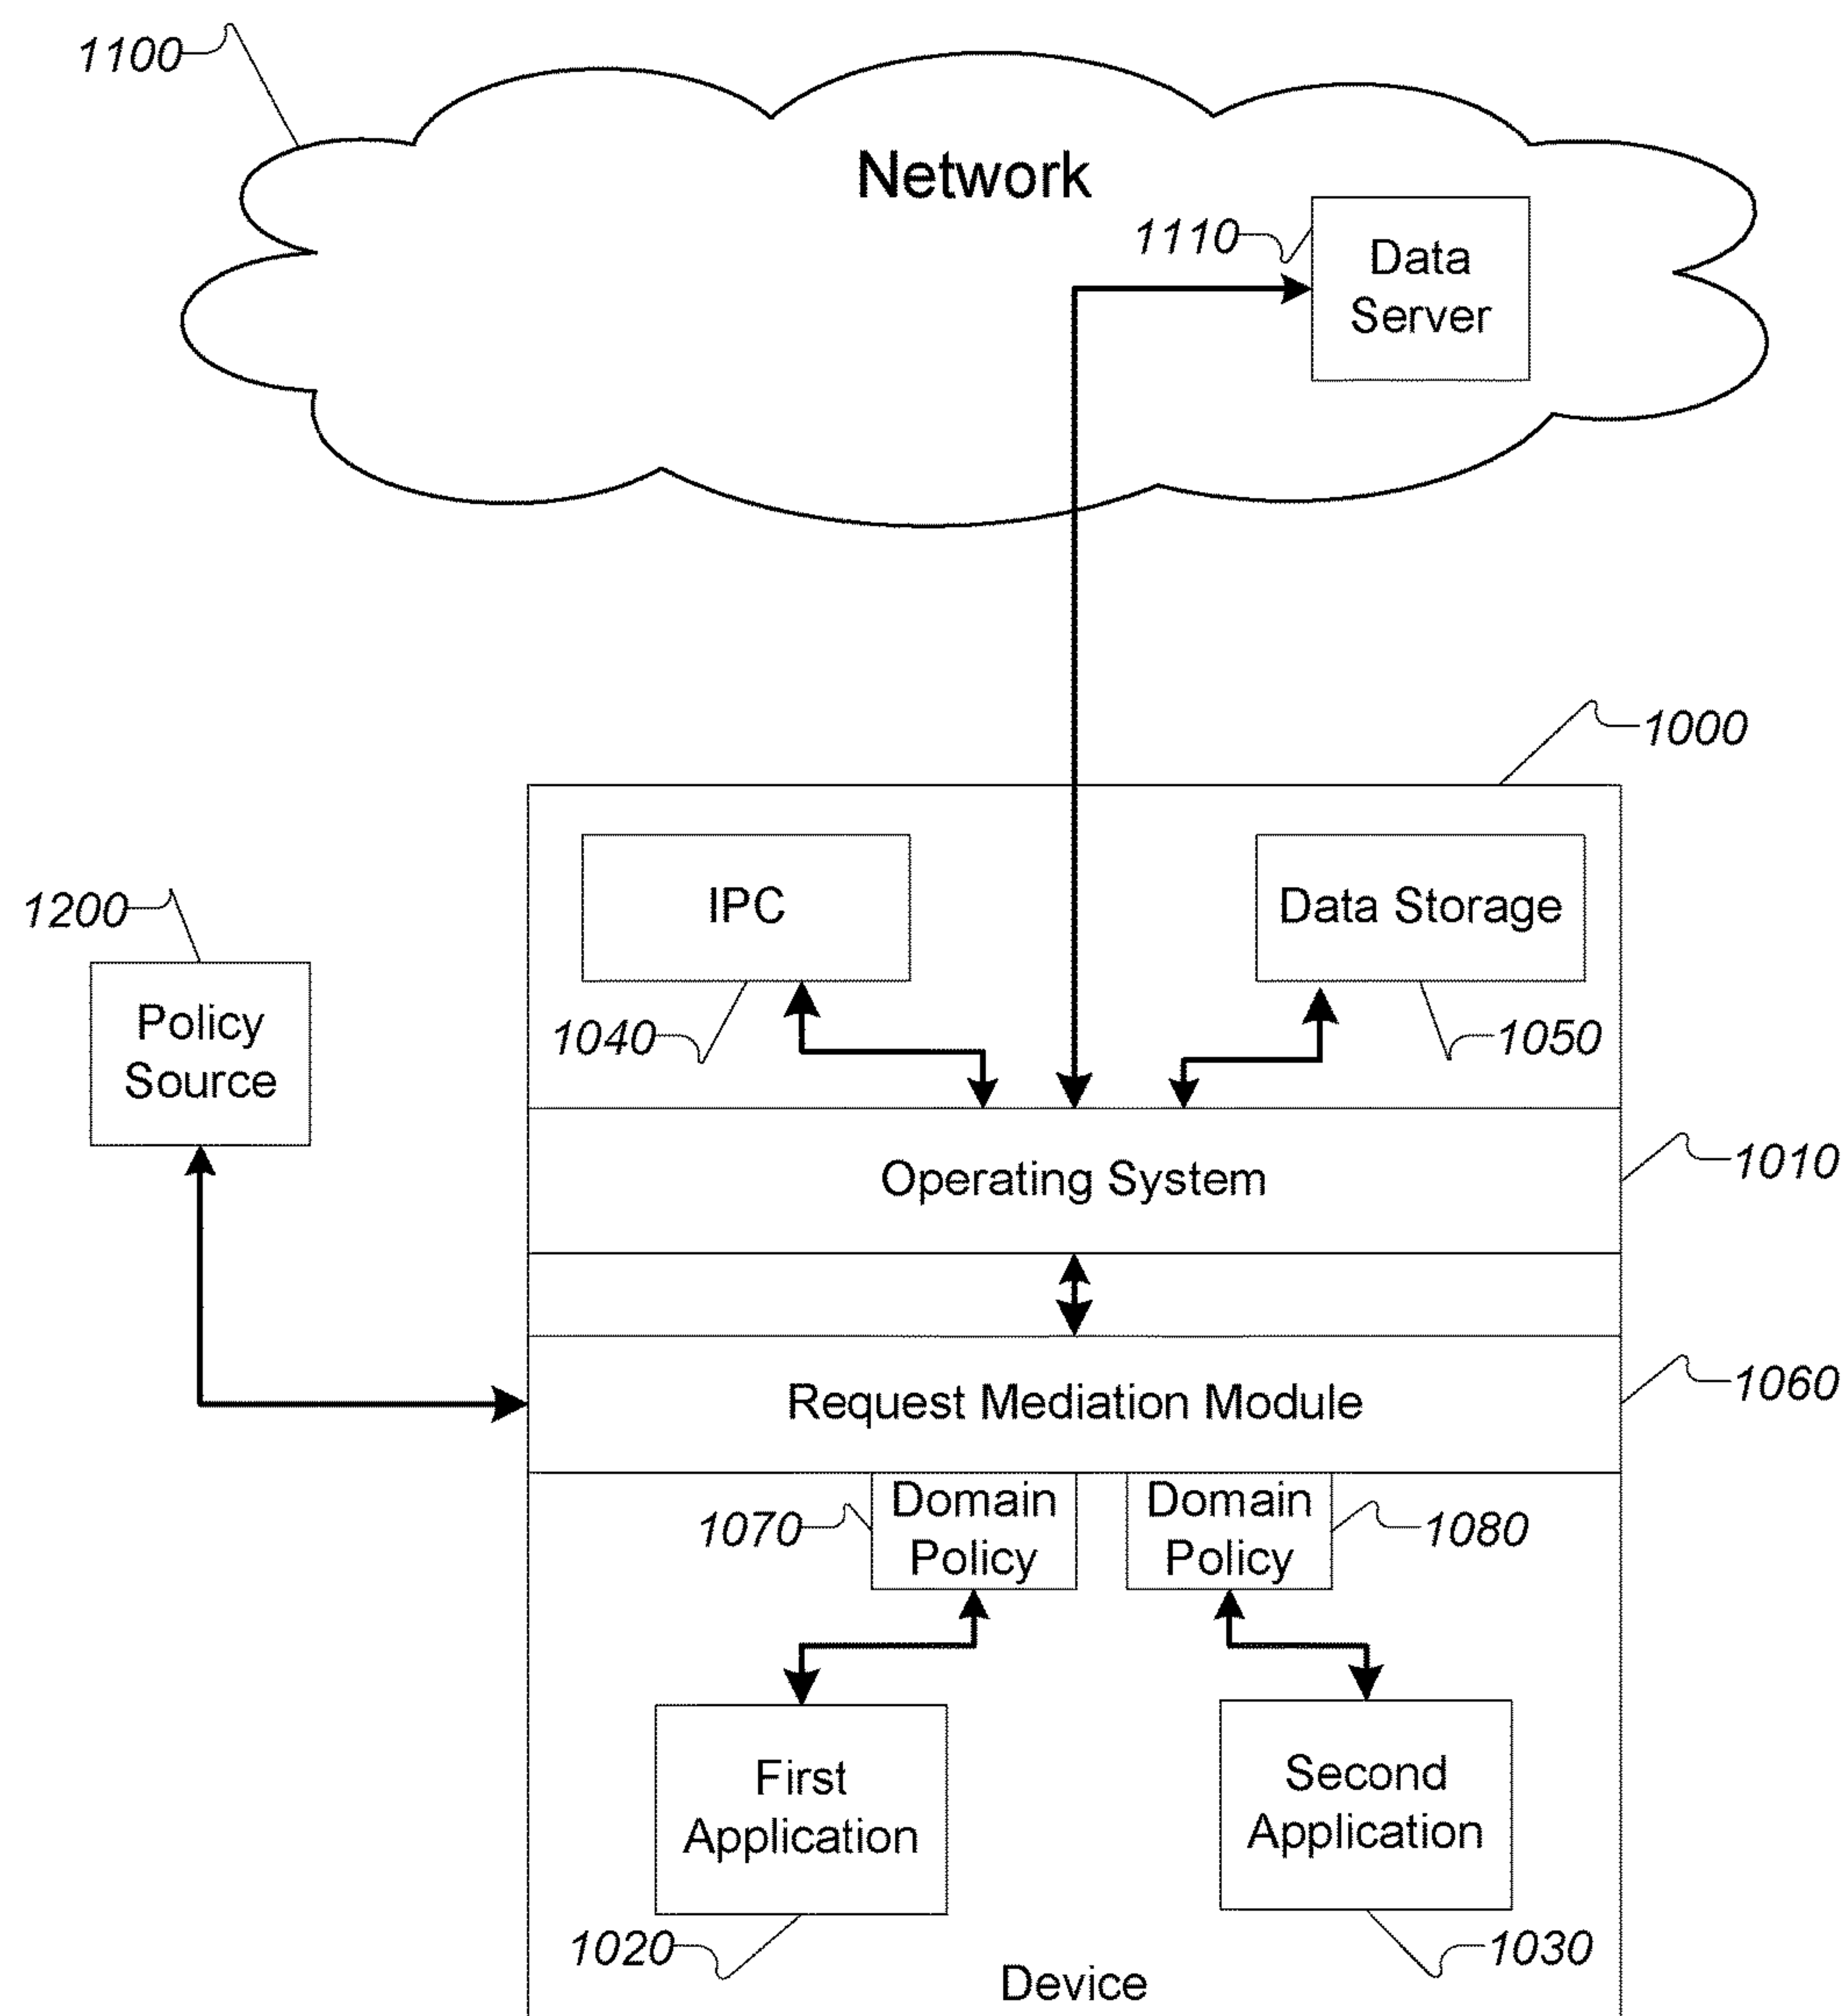 1100
Network
1110
Data
Server
1000
IPC
Data Storage
1200
Policy
Source
1040
1050
Operating System
1010
Request Mediation Module
1060
Domain
Policy
1070
Domain
Policy
1080
First
Application
Second
Application
1020
1030
Device